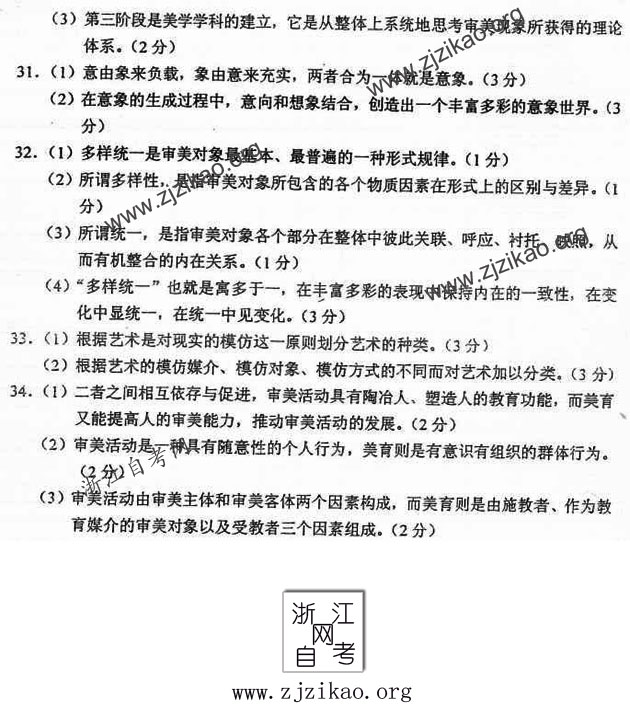 （3）第三阶段是美学学科的建立，它是从整体上系统地思考审美现象所获得的理论
体系。（2 分）
31．（1）意由象来负载，象由意来充实，两者合为一体就是意象。（3 分）
（2）在意象的生成过程中，意向和想象结合，创造出一个丰富多彩的意象世界。（3
分）
32．（1）多样统一是审美对象最基本、最普遍的一种形式规律。（1 分）
（2）所谓多样性，是指审美对象所包含的各个物质因素在形式上的区别与差异。（1
分）
（3）所谓统一，是指审美对象各个部分在整体中彼此关联、呼应、衬托、映照，从
而有机整合的内在关系。（1 分）
（4）“多样统一”也就是寓多于一，在丰富多彩的表现中保持内在的一致性，在变
化中显统一，在统一中见变化。（3 分）
33．（1）根据艺术是对现实的模仿这一原则划分艺术的种类。（3 分）
（2）根据艺术的模仿媒介、模仿对象、模仿方式的不同而对艺术加以分类。（3 分）
34．（1）二者之间相互依存与促进，审美活动具有陶冶人、塑造人的教育功能，而美育
又能提高人的审美能力，推动审美活动的发展。（2 分）
（2）审美活动是一种具有随意性的个人行为，美育则是有意识有组织的群体行为。
（2 分）
（3）审美活动由审美主体和审美客体两个因素构成，而美育则是由施教者、作为教
育媒介的审美对象以及受教者三个因素组成。（2 分）
www.zjzikao.org
www.zjzikao.org
www.zjzikao.org
浙江自考网
浙江
网
自考
www.zjzikao.org